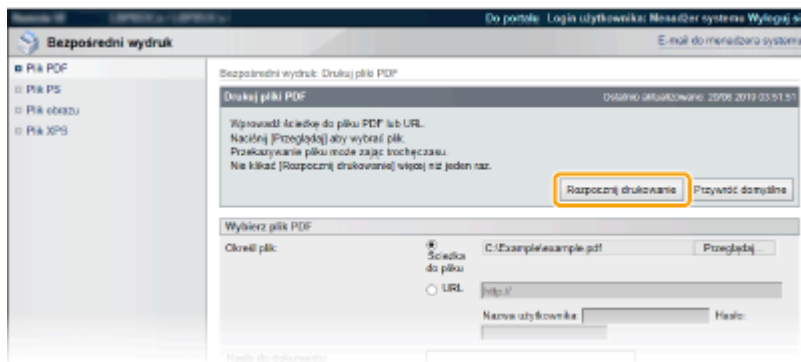 Do portalu Login użytkownika: Menadżer systemu Wyloguj
Bezpośredni wydruk
E-mail do menadżera systemu
Plik PDF
Plik PS
Plik obrazu
Plik XPS
Bezpośredni wydruk: Drukuj pliki PDF
Drukuj pliki PDF
Ostatnio aktualizowano: 03:51:51
Wprowadź ścieżkę do pliku PDF lub URL.
Naciśnij [Przeglądaj] aby wybrać plik.
Przekazywanie pliku może zająć trochę czasu.
Nie klikać [Rozpocznij drukowanie] więcej niż jeden raz.
Rozpocznij drukowanie
Przywróć domyślne
Wybierz plik PDF
Określ plik:
Ścieżka do pliku
C:\Example\example.pdf
Przeglądaj...
URL
http://
Nazwa użytkownika:
Hasło:
Hasło do dokumentu: